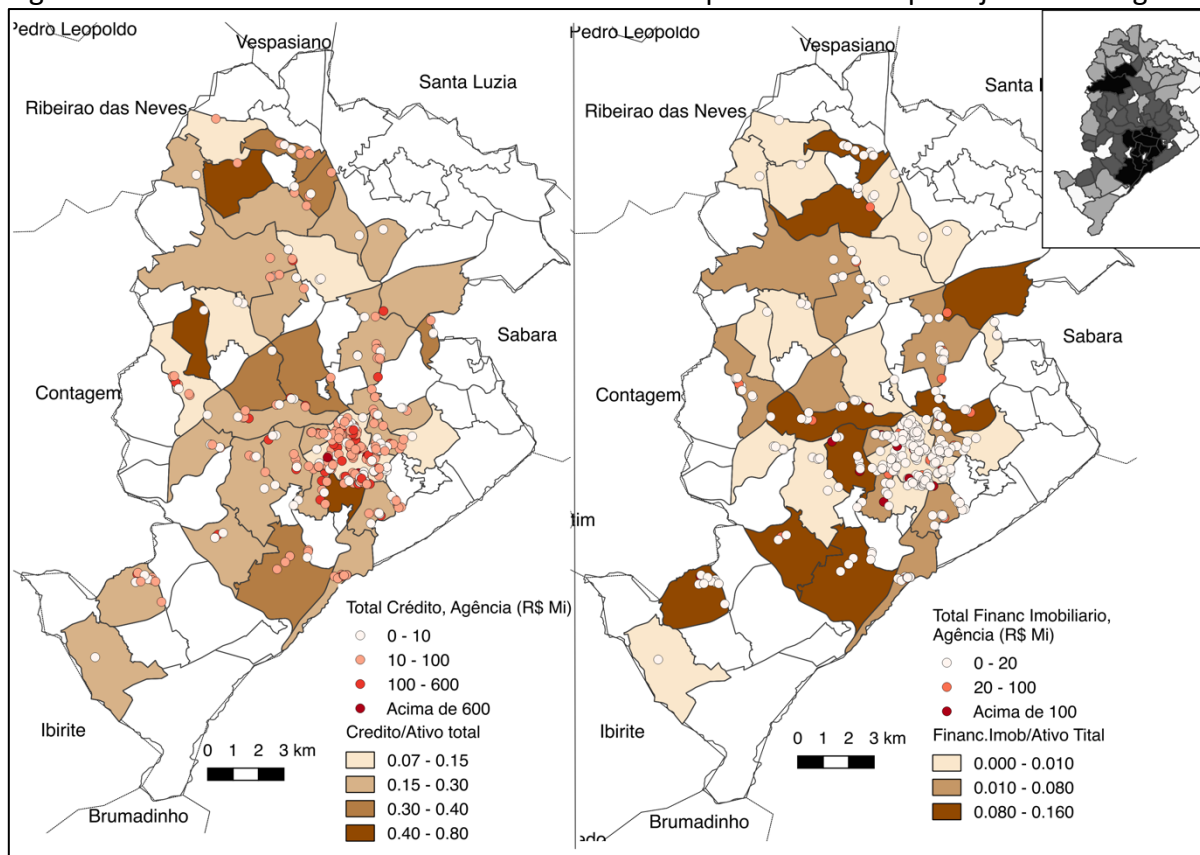 Pedro Leopoldo
Vespasiano
Santa Luzia
Ribeirao das Neves
Sabara
Contagem
Total Crédito, Agência (R$ Mi)
0 - 10
10 - 100
100 - 600
Acima de 600
Ibirite
Credito/Ativo total
0 1 2 3 km
0.07 - 0.15
0.15 - 0.30
0.30 - 0.40
Brumadinho
0.40 - 0.80
Pedro Leopoldo
Vespasiano
Santa
Ribeirao das Neves
Sabara
Contagem
tim
Total Financ Imobiliario,
Agência (R$ Mi)
0 - 20
20 - 100
Acima de 100
Ibirite
Financ.Imob/Ativo Tital
0 1 2 3 km
0.000 - 0.010
0.010 - 0.080
Brumadinho
0.080 - 0.160